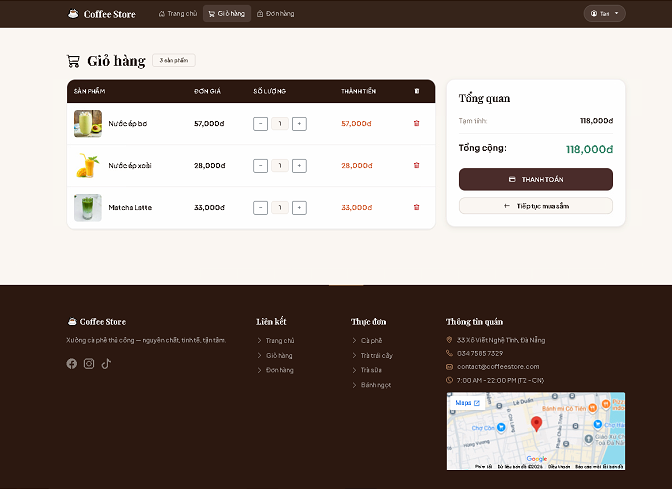 Coffee Store
Trang chủ
Giỏ hàng
Đơn hàng
Tan
Giỏ hàng
3 sản phẩm
SẢN PHẨM ĐƠN GIÁ SỐ LƯỢNG THÀNH TIỀN
Nước ép bơ 57,000đ − 1 + 57,000đ
Nước ép xoài 28,000đ − 1 + 28,000đ
Matcha Latte 33,000đ − 1 + 33,000đ
Tổng quan
Tạm tính: 118,000đ
Tổng cộng: 118,000đ
THANH TOÁN
Tiếp tục mua sắm
Coffee Store
Xưởng cà phê thủ công — nguyên chất, tinh tế, tận tâm.
Liên kết
Trang chủ
Giỏ hàng
Đơn hàng
Thực đơn
Cà phê
Trà trái cây
Trà sữa
Bánh ngọt
Thông tin quán
33 Xô Viết Nghệ Tĩnh, Đà Nẵng
034 7585 7329
contact@coffeestore.com
7:00 AM - 22:00 PM (T2 - CN)
Maps
Lê Duẩn
Bánh mì Cô Tiên
Chợ Cồn
Hùng Vương
Google
Phím tắt Dữ liệu bản đồ ©2026 Điều khoản Báo cáo một lỗi bản đồ